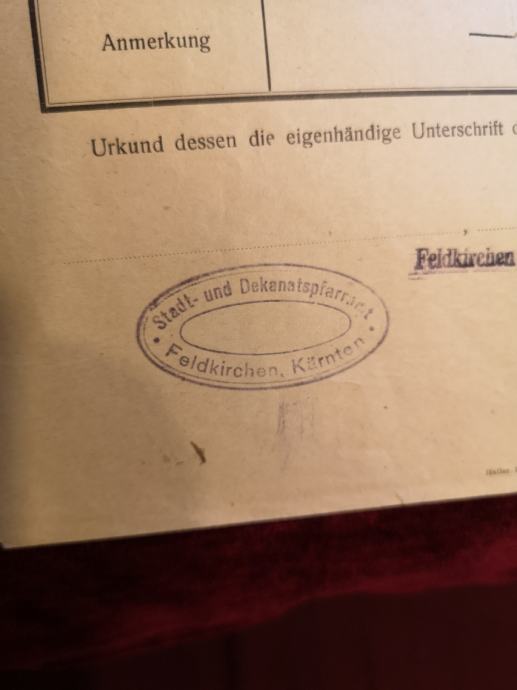 Anmerkung
Urkund dessen die eigenhändige Unterschrift
Feldkirchen
Stadt- und Dekanatspfarramt
Feldkirchen, Kärnten